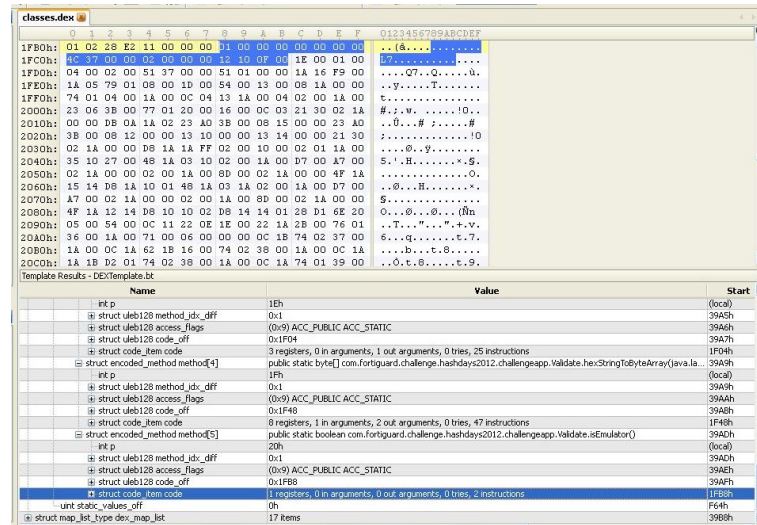 classes.dex
0 1 2 3 4 5 6 7 8 9 A B C D E F 0123456789ABCDEF
1FB0h: 01 02 28 E2 11 00 00 00 01 00 00 00 00 00 00 00 ..(â............
1FC0h: 4C 37 00 00 02 00 00 00 12 10 0F 00 1E 00 01 00 L7..............
1FD0h: 04 00 02 00 51 37 00 00 51 01 00 00 1A 16 F9 00 ....Q7..Q.....ù.
1FE0h: 1A 05 79 01 08 00 1D 00 54 00 13 00 08 1A 00 00 ..y.....T.......
1FF0h: 74 01 04 00 1A 00 0C 04 13 1A 00 04 02 00 1A 00 t...............
2000h: 23 06 3B 00 77 01 20 00 16 00 0C 03 21 30 02 1A #.;.w. .....!0..
2010h: 00 00 DB 0A 1A 02 23 A0 3B 00 08 15 00 00 23 A0
2020h: 3B 00 08 12 00 00 13 10 00 00 13 14 00 00 21 30 ;.............!0
2030h: 02 1A 00 00 D8 1A 1A FF 02 00 10 00 02 01 1A 00 ....Ø..ÿ........
2040h: 35 10 27 00 48 1A 03 10 02 00 1A 00 D7 00 A7 00 5.'.H.......×.§.
2050h: 02 1A 00 00 02 00 1A 00 8D 00 02 1A 00 00 4F 1A ..............O.
2060h: 15 14 D8 1A 10 01 48 1A 03 1A 02 00 1A 00 D7 00 ..Ø...H.......×.
2070h: A7 00 02 1A 00 00 02 00 1A 00 8D 00 02 1A 00 00 §...............
2080h: 4F 1A 12 14 D8 10 10 02 D8 14 14 01 28 D1 6E 20 O...Ø...Ø...(Ñn
2090h: 05 00 54 00 0C 11 22 0E 1E 00 22 1A 2B 00 76 01 ..T..."...".+.v.
20A0h: 36 00 1A 00 71 00 06 00 00 00 0C 1B 74 02 37 00 6...q.......t.7.
20B0h: 1A 00 0C 1A 62 1B 16 00 74 02 38 00 1A 00 0C 1A ....b...t.8.....
20C0h: 1A 1B D2 01 74 02 38 00 1A 00 0C 1A 74 01 39 00 ..Ò.t.8.....t.9.
Template Results - DEXTemplate.bt
Name Value Start
int p 1Eh (local)
struct uleb128 method_idx_diff 0x1 39A5h
struct uleb128 access_flags (0x9) ACC_PUBLIC ACC_STATIC 39A6h
struct uleb128 code_off 0x1F04 39A7h
struct code_item code 3 registers, 0 in arguments, 1 out arguments, 0 tries, 25 instructions 1F04h
struct encoded_method method[4] public static byte[] com.fortiguard.challenge.hashdays2012.challengeapp.Validate.hexStringToByteArray(java.la... 39A9h
int p 1Fh (local)
struct uleb128 method_idx_diff 0x1 39A9h
struct uleb128 access_flags (0x9) ACC_PUBLIC ACC_STATIC 39AAh
struct uleb128 code_off 0x1F48 39ABh
struct code_item code 8 registers, 1 in arguments, 2 out arguments, 0 tries, 47 instructions 1F48h
struct encoded_method method[5] public static boolean com.fortiguard.challenge.hashdays2012.challengeapp.Validate.isEmulator() 39ADh
int p 20h (local)
struct uleb128 method_idx_diff 0x1 39ADh
struct uleb128 access_flags (0x9) ACC_PUBLIC ACC_STATIC 39AEh
struct uleb128 code_off 0x1FB8 39AFh
struct code_item code 1 registers, 0 in arguments, 0 out arguments, 0 tries, 2 instructions 1FB8h
uint static_values_off 0h F64h
struct map_list_type dex_map_list 17 items 39B8h